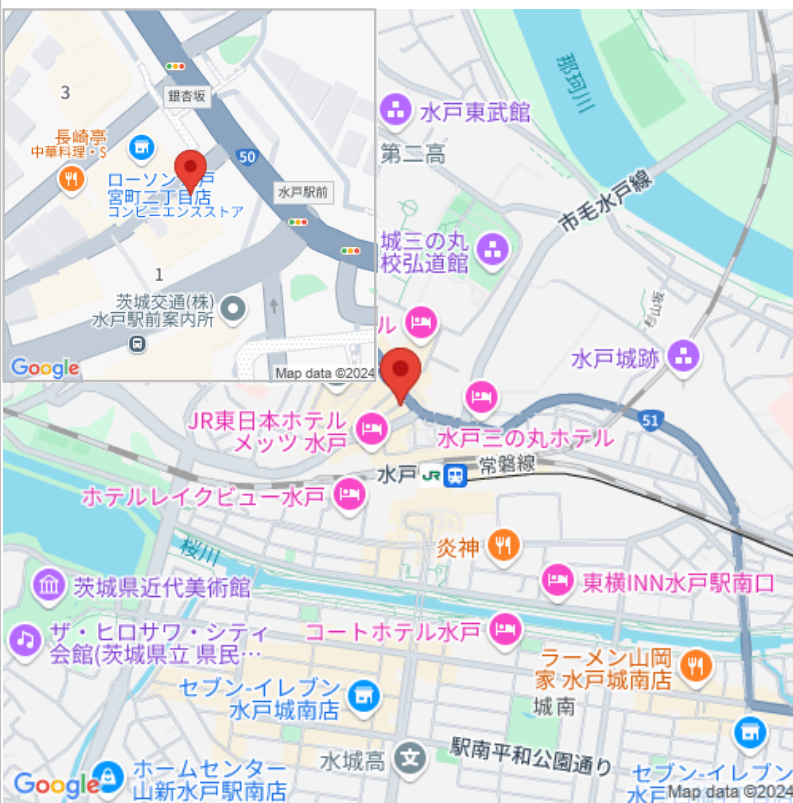 3
銀杏坂
長崎亭
中華料理・$
50
ローソン 戸
宮町二丁目店
コンビニエンスストア
水戸駅前
1
茨城交通(株)
水戸駅前案内所
Google
Map data ©2024
那珂川
水戸東武館
第二高
市毛水戸線
城三の丸
校弘道館
杉山坂
ル
水戸城跡
51
JR東日本ホテル
メッツ 水戸
水戸三の丸ホテル
水戸
JR
常磐線
ホテルレイクビュー水戸
桜川
炎神
茨城県近代美術館
東横INN水戸駅南口
ザ・ヒロサワ・シティ
会館(茨城県立 県民…
コートホテル水戸
ラーメン山岡
家 水戸城南店
セブン-イレブン
水戸城南店
城南
水城高
駅南平和公園通り
ホームセンター
山新水戸駅南店
セブン-イレブン
Google
Map data ©2024